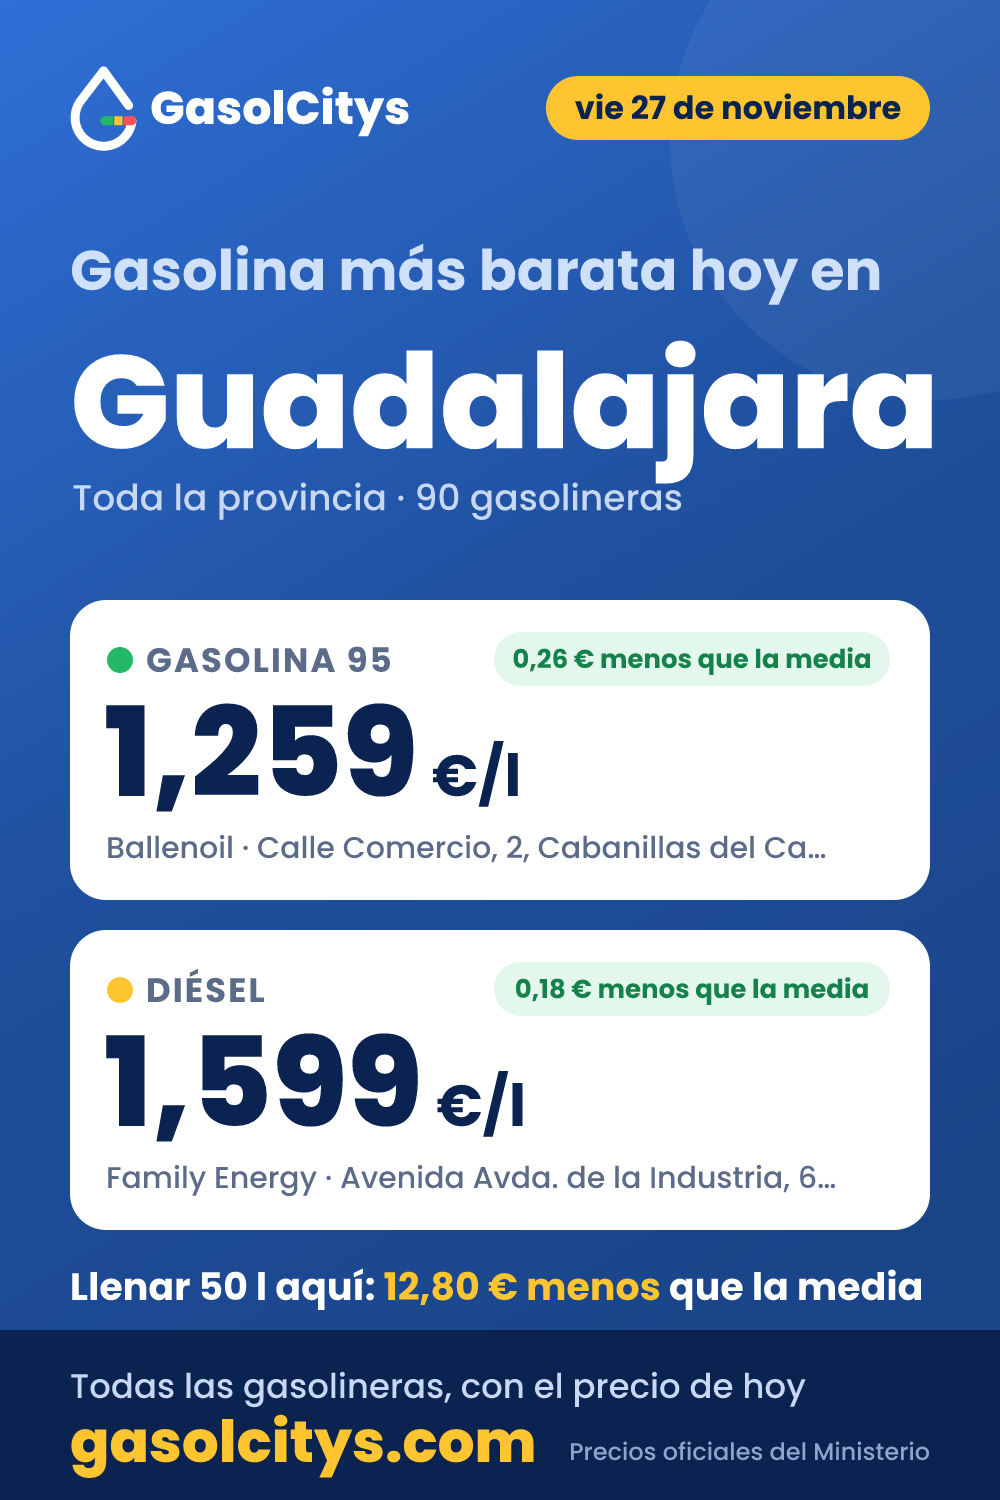 GasolCitys
vie 27 de noviembre
Gasolina más barata hoy en
Guadalajara
Toda la provincia · 90 gasolineras
GASOLINA 95
0,26 € menos que la media
1,259 €/l
Ballenoil · Calle Comercio, 2, Cabanillas del Ca...
DIÉSEL
0,18 € menos que la media
1,599 €/l
Family Energy · Avenida Avda. de la Industria, 6...
Llenar 50 l aquí: 12,80 € menos que la media
Todas las gasolineras, con el precio de hoy
gasolcitys.com
Precios oficiales del Ministerio